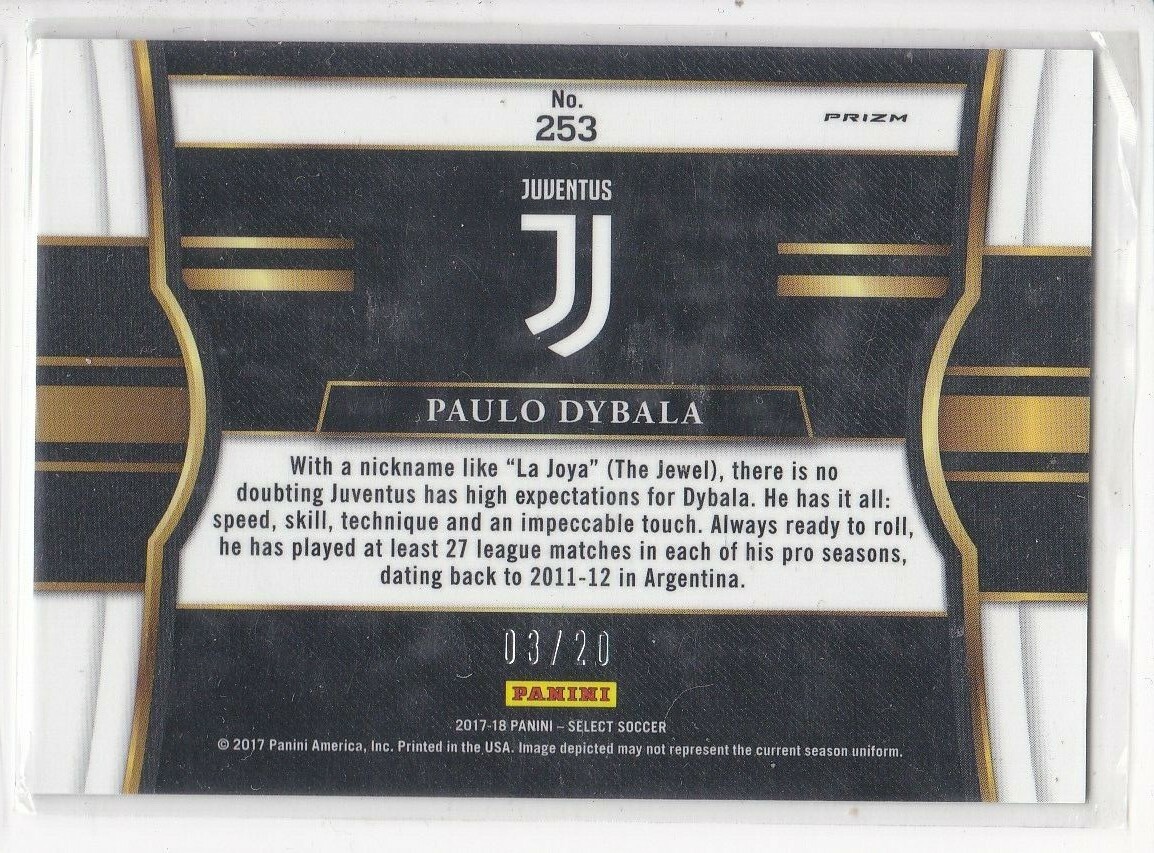 No.
253
PRIZM
JUVENTUS
PAULO DYBALA
With a nickname like “La Joya” (The Jewel), there is no
doubting Juventus has high expectations for Dybala. He has it all:
speed, skill, technique and an impeccable touch. Always ready to roll,
he has played at least 27 league matches in each of his pro seasons,
dating back to 2011-12 in Argentina.
03/20
PANINI
2017-18 PANINI – SELECT SOCCER
© 2017 Panini America, Inc. Printed in the USA. Image depicted may not represent the current season uniform.